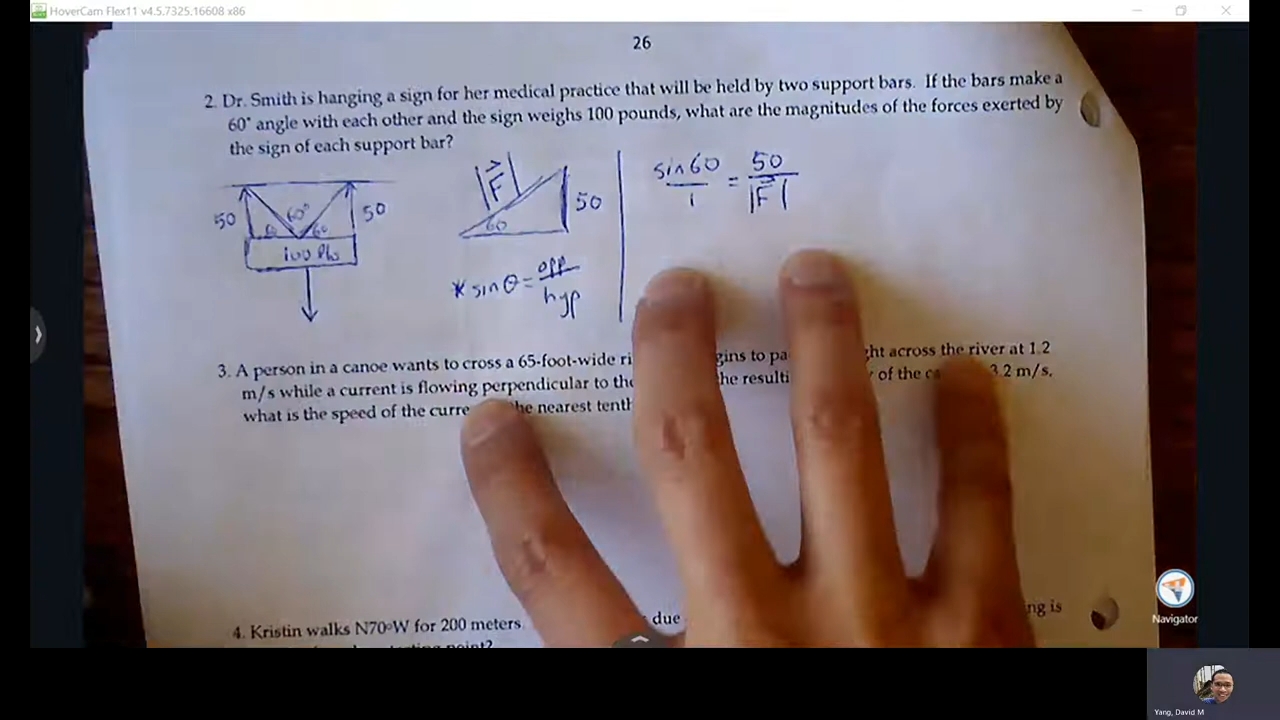 HoverCam Flex11 v4.5.7325.16608 x86
26
2. Dr. Smith is hanging a sign for her medical practice that will be held by two support bars. If the bars make a
60° angle with each other and the sign weighs 100 pounds, what are the magnitudes of the forces exerted by
the sign of each support bar?
50 60° 50
60 60
100 lbs
|F→| 50
60
* sin θ = opp/hyp
sin 60/1 = 50/|F→|
3. A person in a canoe wants to cross a 65-foot-wide ri gins to pa ht across the river at 1.2
m/s while a current is flowing perpendicular to the he resulti of the ca 3.2 m/s,
what is the speed of the curre he nearest tenth
4. Kristin walks N70°W for 200 meters. due ng is
point?
Navigator
Yang, David M